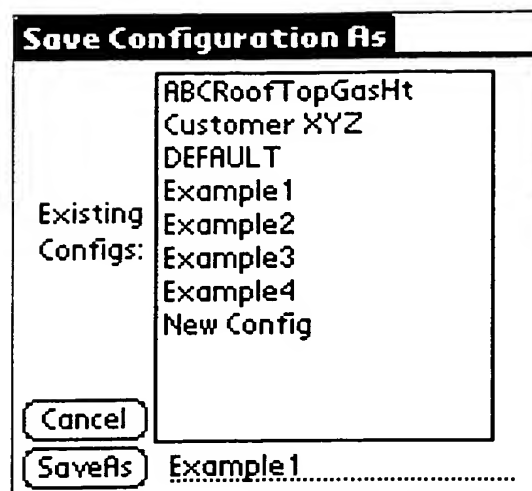 Save Configuration As
ABCRoofTopGasHt
Customer XYZ
DEFAULT
Example1
Example2
Example3
Example4
New Config
Existing
Configs:
Cancel
SaveAs Example1